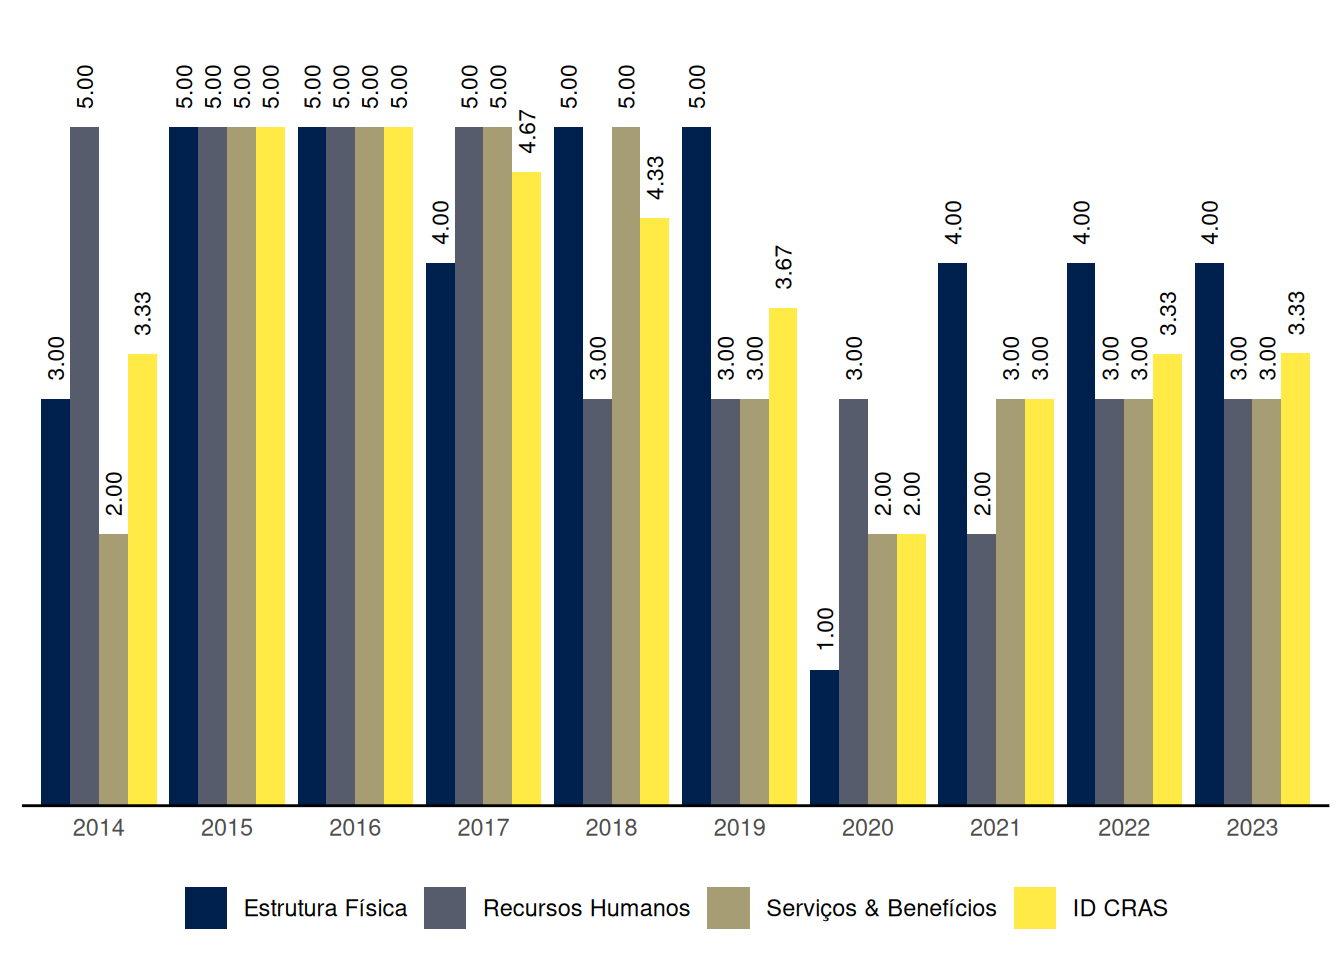 3.00 5.00 2.00 3.33
5.00 5.00 5.00 5.00
5.00 5.00 5.00 5.00
4.00 5.00 5.00 4.67
5.00 3.00 5.00 4.33
5.00 3.00 3.00 3.67
1.00 3.00 2.00 2.00
4.00 2.00 3.00 3.00
4.00 3.00 3.00 3.33
4.00 3.00 3.00 3.33
2014 2015 2016 2017 2018 2019 2020 2021 2022 2023
Estrutura Física Recursos Humanos Serviços & Benefícios ID CRAS